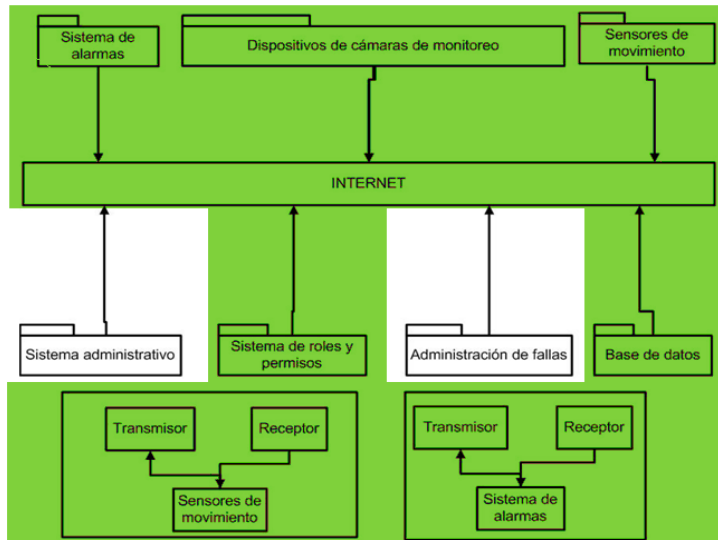 Sistema de
alarmas
Dispositivos de cámaras de monitoreo
Sensores de
movimiento
INTERNET
Sistema administrativo
Sistema de roles y
permisos
Administración de fallas
Base de datos
Transmisor
Receptor
Sensores de
movimiento
Transmisor
Receptor
Sistema de
alarmas